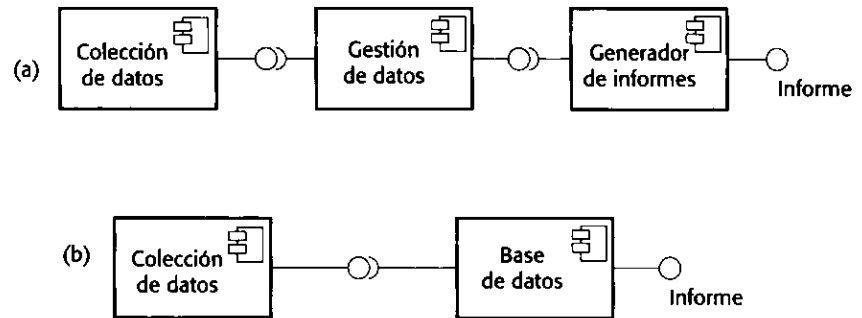 (a)
Colección
de datos
Gestión
de datos
Generador
de informes
Informe
(b)
Colección
de datos
Base
de datos
Informe